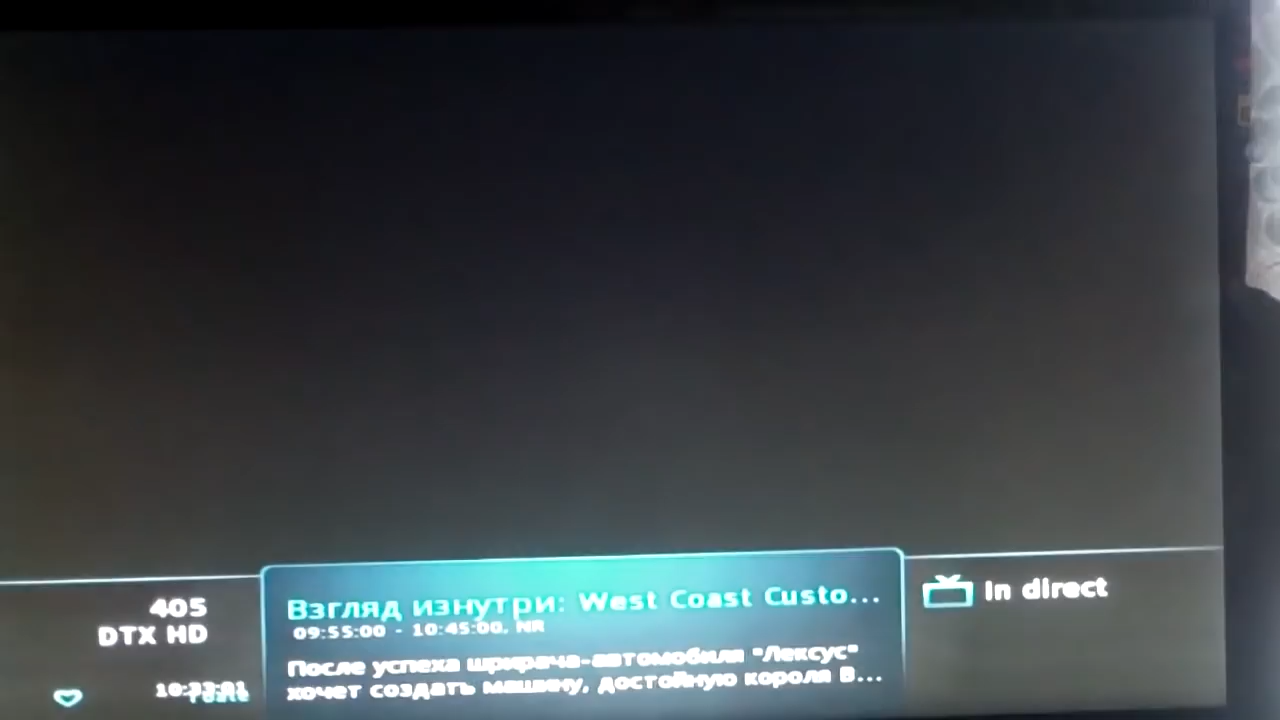 405
DTX HD
Взгляд изнутри: West Coast Custo...
09:55:00 - 10:45:00, NR
После успеха "Лексус"
хочет создать машину, достойную короля В...
In direct